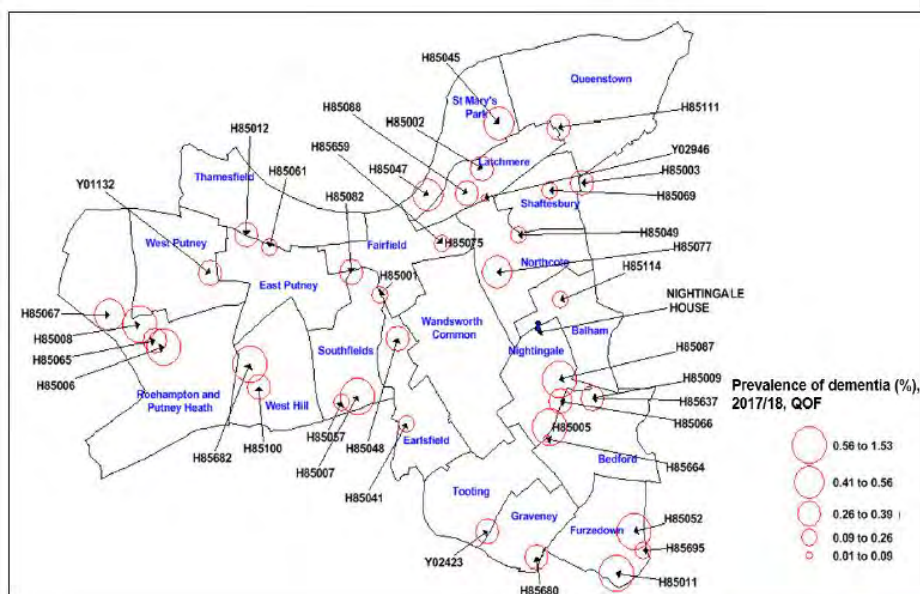 H85045
Queenstown
H85088
St Mary's
Park
H85111
H85002
H85012
H85659
Latchmere
Y02946
H85061
H85047
H85003
Thamesfield
Y01132
H85082
H85069
Shaftesbury
H85049
West Putney
Fairfield
H85075
H85077
Northcote
H85114
East Putney
H85001
NIGHTINGALE
HOUSE
H85067
Wandsworth
Common
Balham
H85008
Southfields
Nightingale
H85087
H85065
H85009
H85006
Prevalence of dementia (%),
2017/18, QOF
H85637
Roehampton and
Putney Heath
West Hill
H85066
H85057
H85005
H85048
Earlsfield
0.56 to 1.53
H85100
H85007
H85682
Bedford
H85664
H85041
0.41 to 0.56
Tooting
Graveney
Furzedown
H85052
0.26 to 0.39
Y02423
H85695
0.09 to 0.26
H85680
H85011
0.01 to 0.09